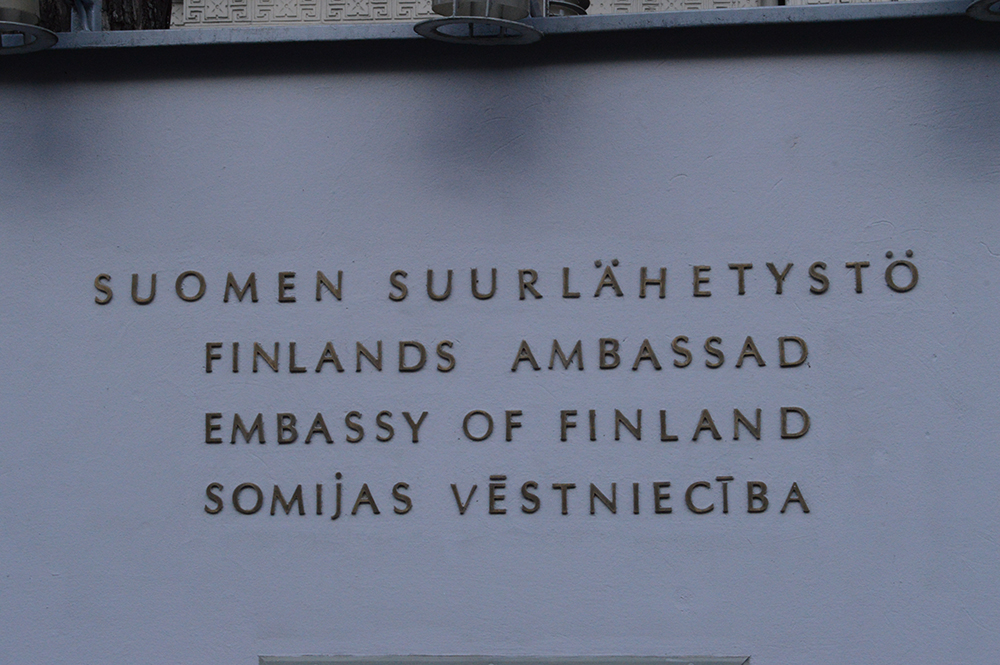 SUOMEN SUURLÄHETYSTÖ
FINLANDS AMBASSAD
EMBASSY OF FINLAND
SOMIjAS VĒSTNIECĪBA